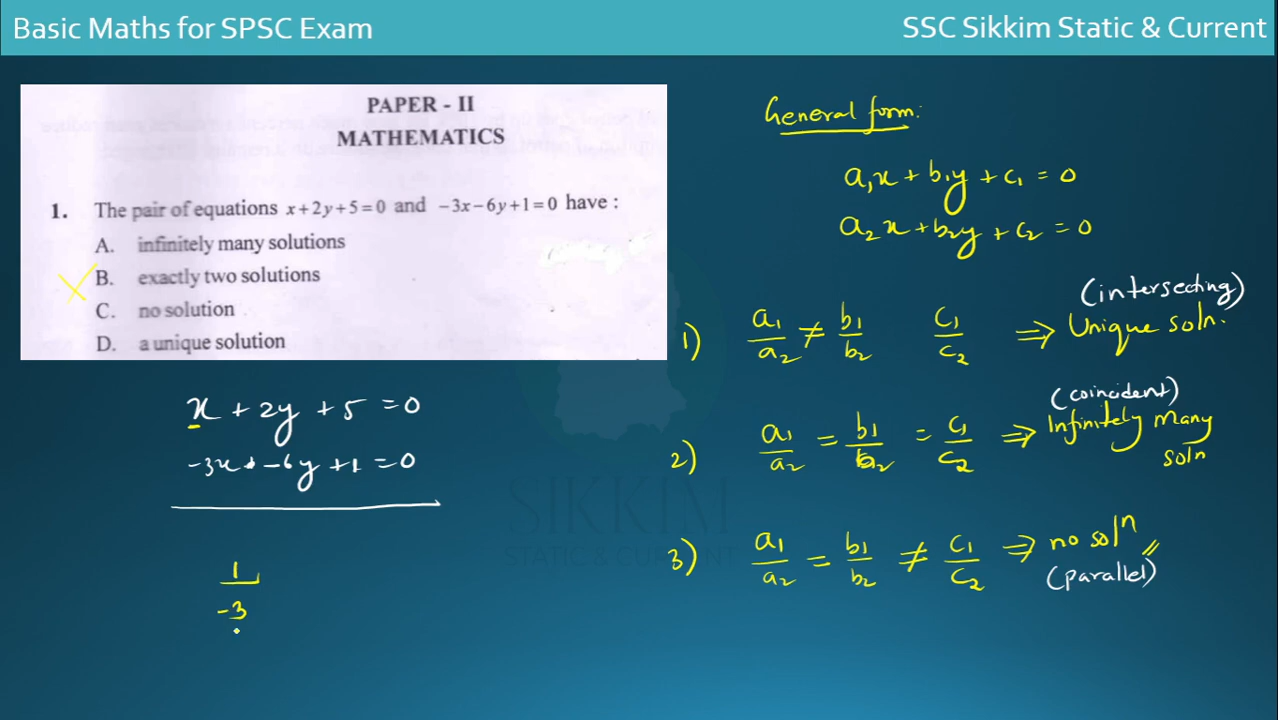 Basic Maths for SPSC Exam
SSC Sikkim Static & Current
PAPER - II
MATHEMATICS
1. The pair of equations x+2y+5=0 and -3x-6y+1=0 have :
A. infinitely many solutions
B. exactly two solutions
C. no solution
D. a unique solution
x + 2y + 5 = 0
-3x + -6y + 1 = 0
1
-3
General form:
a₁x + b₁y + c₁ = 0
a₂x + b₂y + c₂ = 0
(intersecting)
1) a₁/a₂ ≠ b₁/b₂ c₁/c₂ ⇒ Unique soln.
(coincident)
2) a₁/a₂ = b₁/b₂ = c₁/c₂ ⇒ Infinitely many
soln
3) a₁/a₂ = b₁/b₂ ≠ c₁/c₂ ⇒ no solⁿ
(parallel)
SIKKIM
STATIC & CURRENT